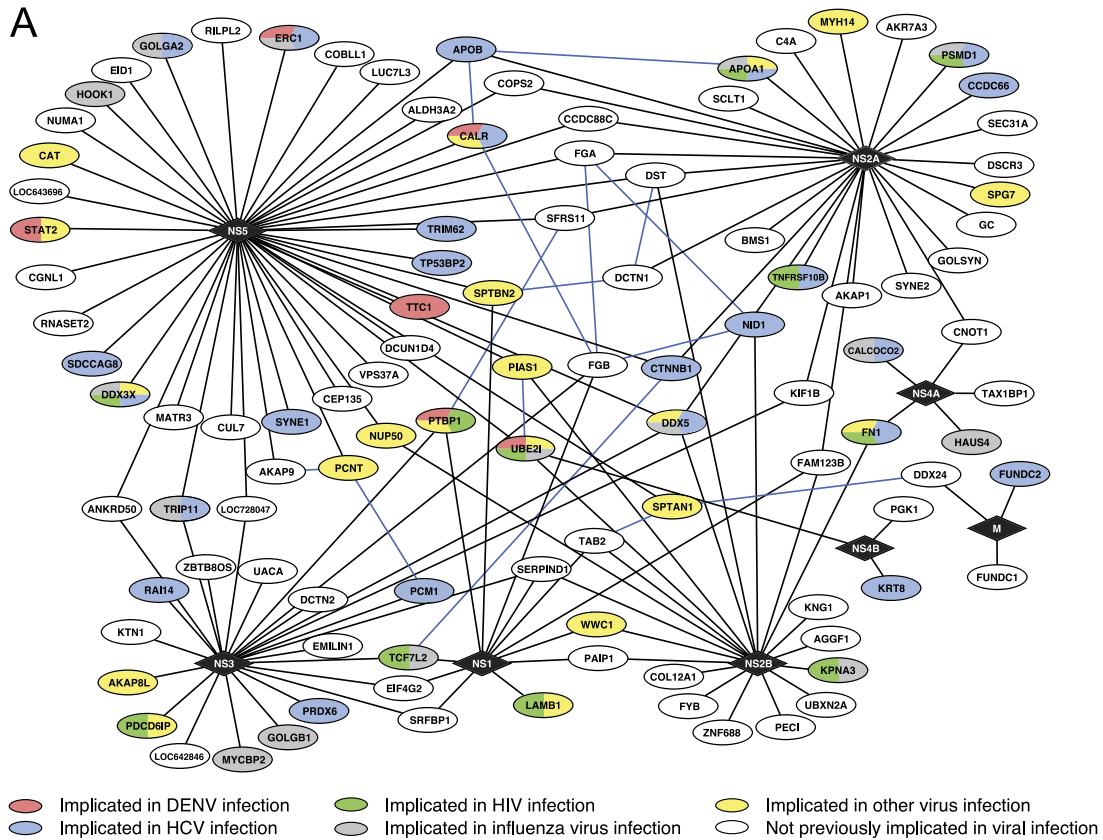 A
RILPL2
GOLGA2
ERC1
EID1
COBLL1
HOOK1
LUC7L3
NUMA1
CAT
LOC643696
STAT2
CGNL1
RNASET2
SDCCAG8
DDX3X
NS5
APOB
COPS2
ALDH3A2
CALR
CCDC88C
FGA
DST
SFRS11
TRIM62
TP53BP2
SPTBN2
DCTN1
TTC1
MYH14
C4A
AKR7A3
APOA1
PSMD1
SCLT1
CCDC66
SEC31A
NS2A
DSCR3
SPG7
GC
BMS1
GOLSYN
TNFRSF10B
SYNE2
AKAP1
NID1
CNOT1
DCUN1D4
VPS37A
PIAS1
FGB
CTNNB1
CALCOCO2
CEP135
KIF1B
NS4A
TAX1BP1
MATR3
CUL7
SYNE1
PTBP1
NUP50
DDX5
FN1
HAUS4
UBE2I
AKAP9
PCNT
FAM123B
DDX24
FUNDC2
ANKRD50
TRIP11
LOC728047
SPTAN1
PGK1
M
TAB2
NS4B
ZBTB8OS
UACA
SERPIND1
FUNDC1
RAI14
DCTN2
PCM1
KRT8
KTN1
EMILIN1
WWC1
KNG1
AGGF1
NS3
TCF7L2
NS1
PAIP1
NS2B
KPNA3
AKAP8L
EIF4G2
COL12A1
PDCD6IP
PRDX6
SRFBP1
LAMB1
FYB
UBXN2A
GOLGB1
ZNF688
PECI
LOC642846
MYCBP2
Implicated in DENV infection
Implicated in HIV infection
Implicated in other virus infection
Implicated in HCV infection
Implicated in influenza virus infection
Not previously implicated in viral infection